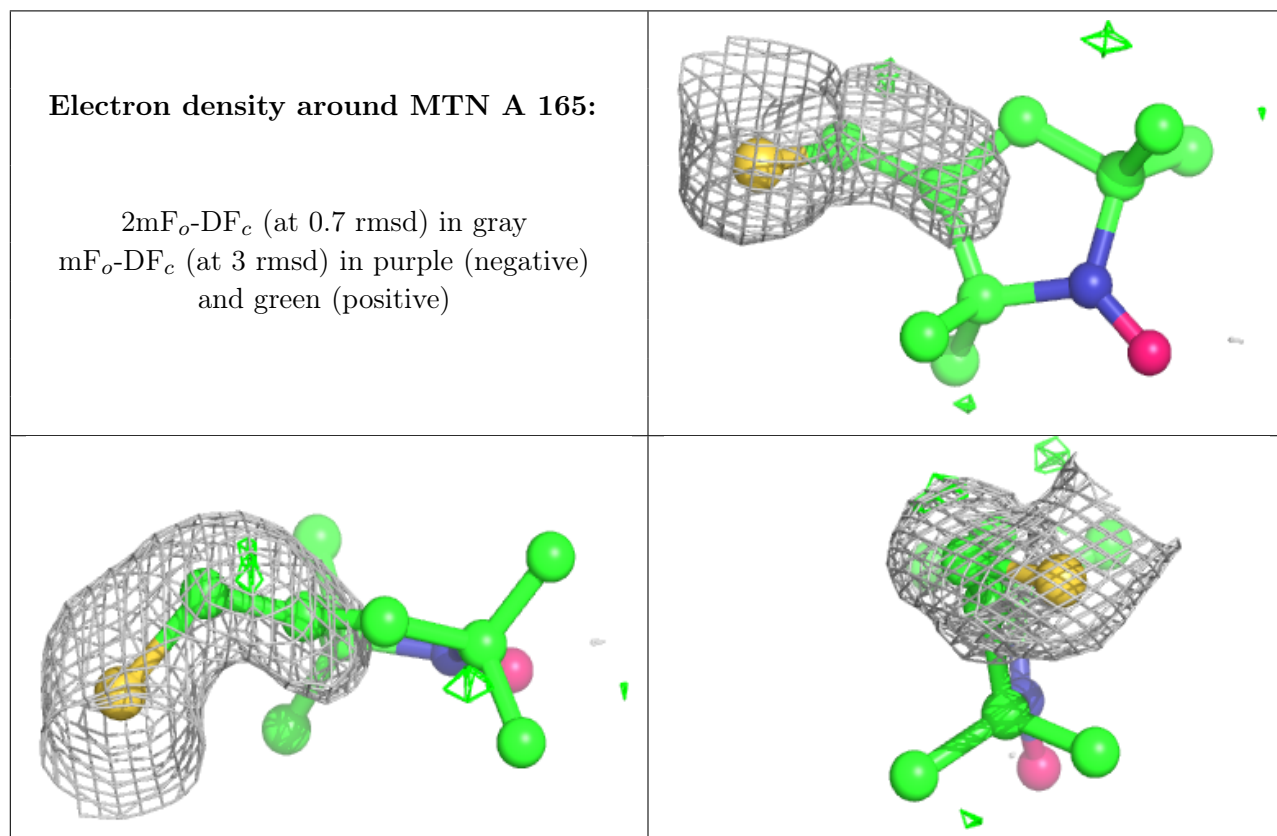 Electron density around MTN A 165:
2mFₒ-DF𝒸 (at 0.7 rmsd) in gray
mFₒ-DF𝒸 (at 3 rmsd) in purple (negative)
and green (positive)